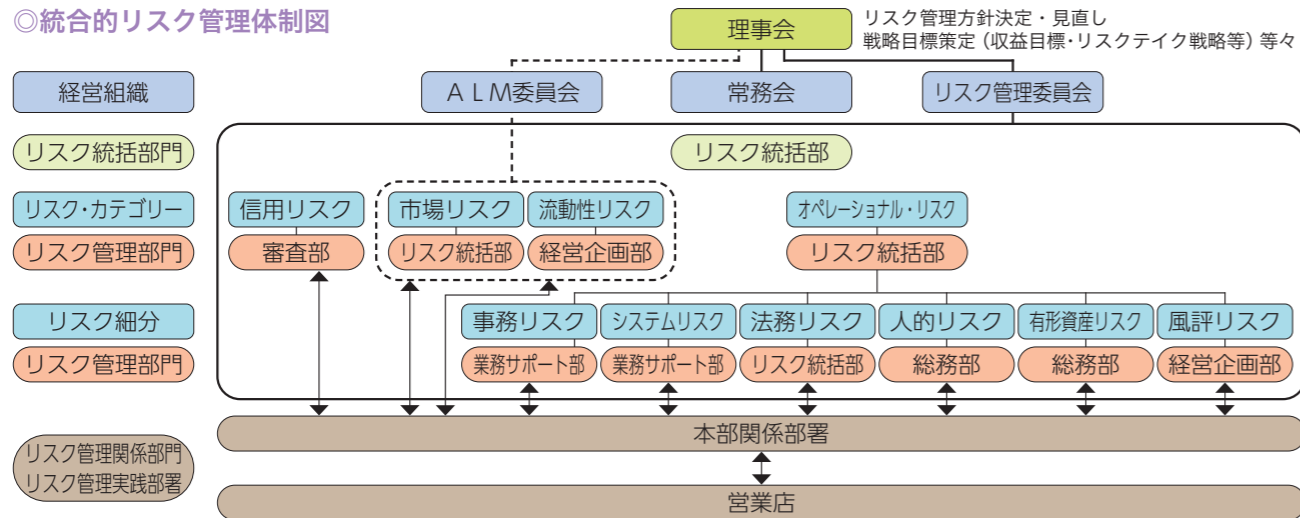 ◎統合的リスク管理体制図
理事会
リスク管理方針決定・見直し
戦略目標策定（収益目標・リスクテイク戦略等）等々
経営組織
ＡＬＭ委員会
常務会
リスク管理委員会
リスク統括部門
リスク統括部
リスク・カテゴリー
信用リスク
市場リスク
流動性リスク
オペレーショナル・リスク
リスク管理部門
審査部
リスク統括部
経営企画部
リスク統括部
リスク細分
事務リスク
システムリスク
法務リスク
人的リスク
有形資産リスク
風評リスク
リスク管理部門
業務サポート部
業務サポート部
リスク統括部
総務部
総務部
経営企画部
リスク管理関係部門
リスク管理実践部署
本部関係部署
営業店